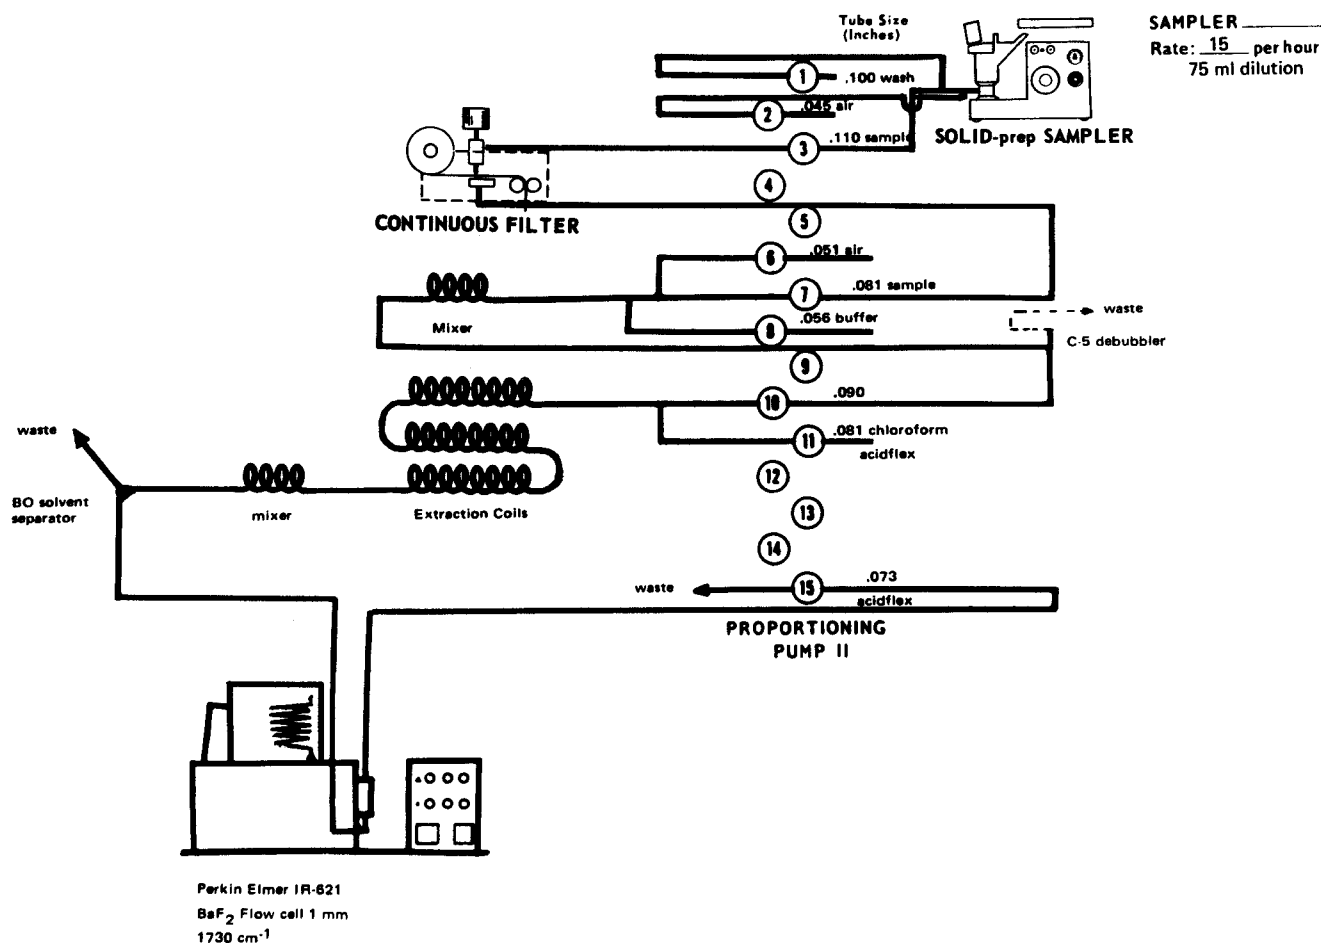 Tube Size
(Inches)
SAMPLER
Rate: 15 per hour
75 ml dilution
1 .100 wash
2 .045 air
SOLID-prep SAMPLER
3 .110 sample
4
5
CONTINUOUS FILTER
6 .051 air
7 .081 sample
8 .056 buffer
waste
C-5 debubbler
Mixer
9
10 .090
11 .081 chloroform
acidflex
waste
12
BO solvent
separator
mixer
Extraction Coils
13
14
waste
15 .073
acidflex
PROPORTIONING
PUMP II
Perkin Elmer IR-621
BaF2 Flow cell 1 mm
1730 cm-1